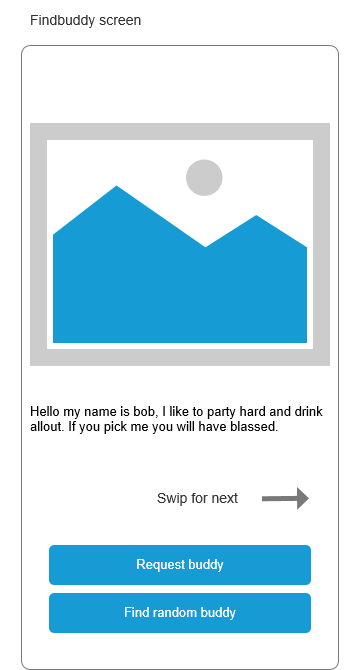 Findbuddy screen
Hello my name is bob, I like to party hard and drink
allout. If you pick me you will have blassed.
Swip for next
Request buddy
Find random buddy